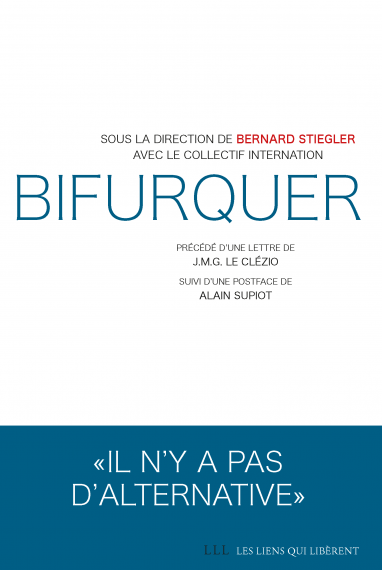 SOUS LA DIRECTION DE BERNARD STIEGLER
AVEC LE COLLECTIF INTERNATION
BIFURQUER
PRÉCÉDÉ D'UNE LETTRE DE
J.M.G. LE CLÉZIO
SUIVI D'UNE POSTFACE DE
ALAIN SUPIOT
«IL N'Y A PAS
D'ALTERNATIVE»
LLL LES LIENS QUI LIBÈRENT